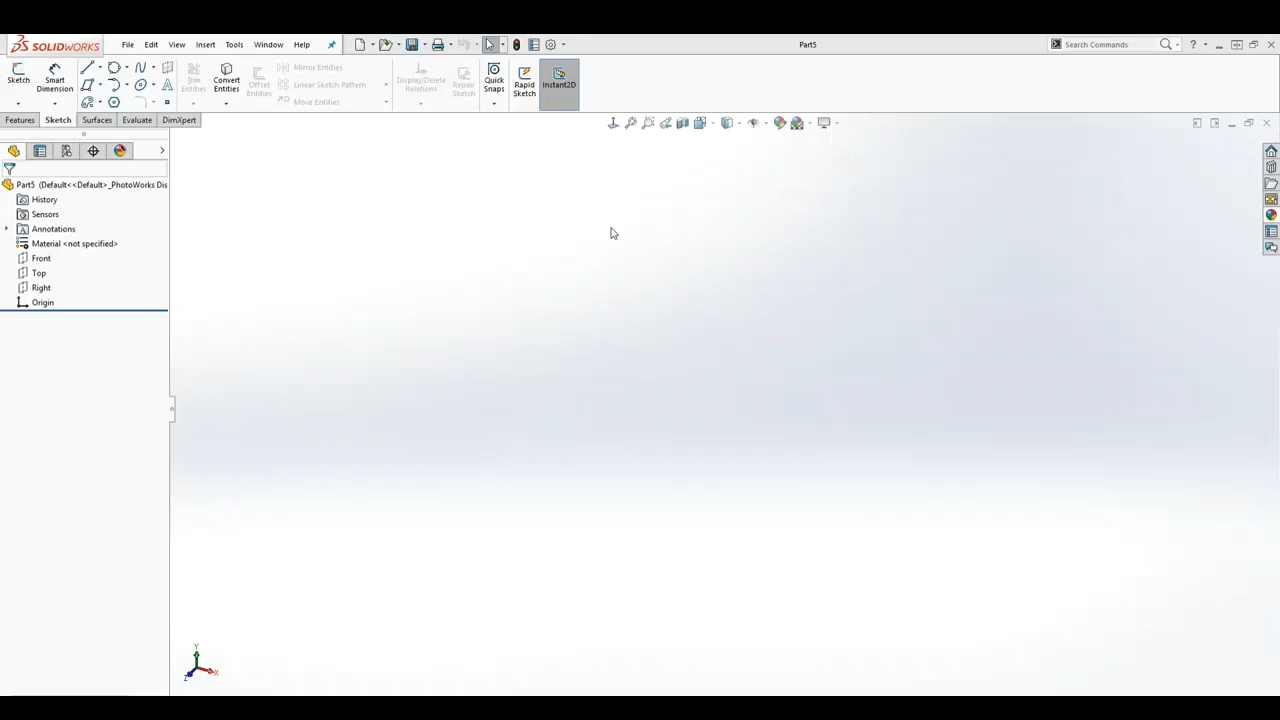 SOLIDWORKS File Edit View Insert Tools Window Help Part5 Search Commands ?
Sketch Smart Dimension Trim Entities Convert Entities Offset Entities Mirror Entities Linear Sketch Pattern Move Entities Display/Delete Relations Repair Sketch Quick Snaps Rapid Sketch Instant2D
Features Sketch Surfaces Evaluate DimXpert
Part5 (Default<<Default>_PhotoWorks Dis
History
Sensors
Annotations
Material <not specified>
Front
Top
Right
Origin
Y
X
Z